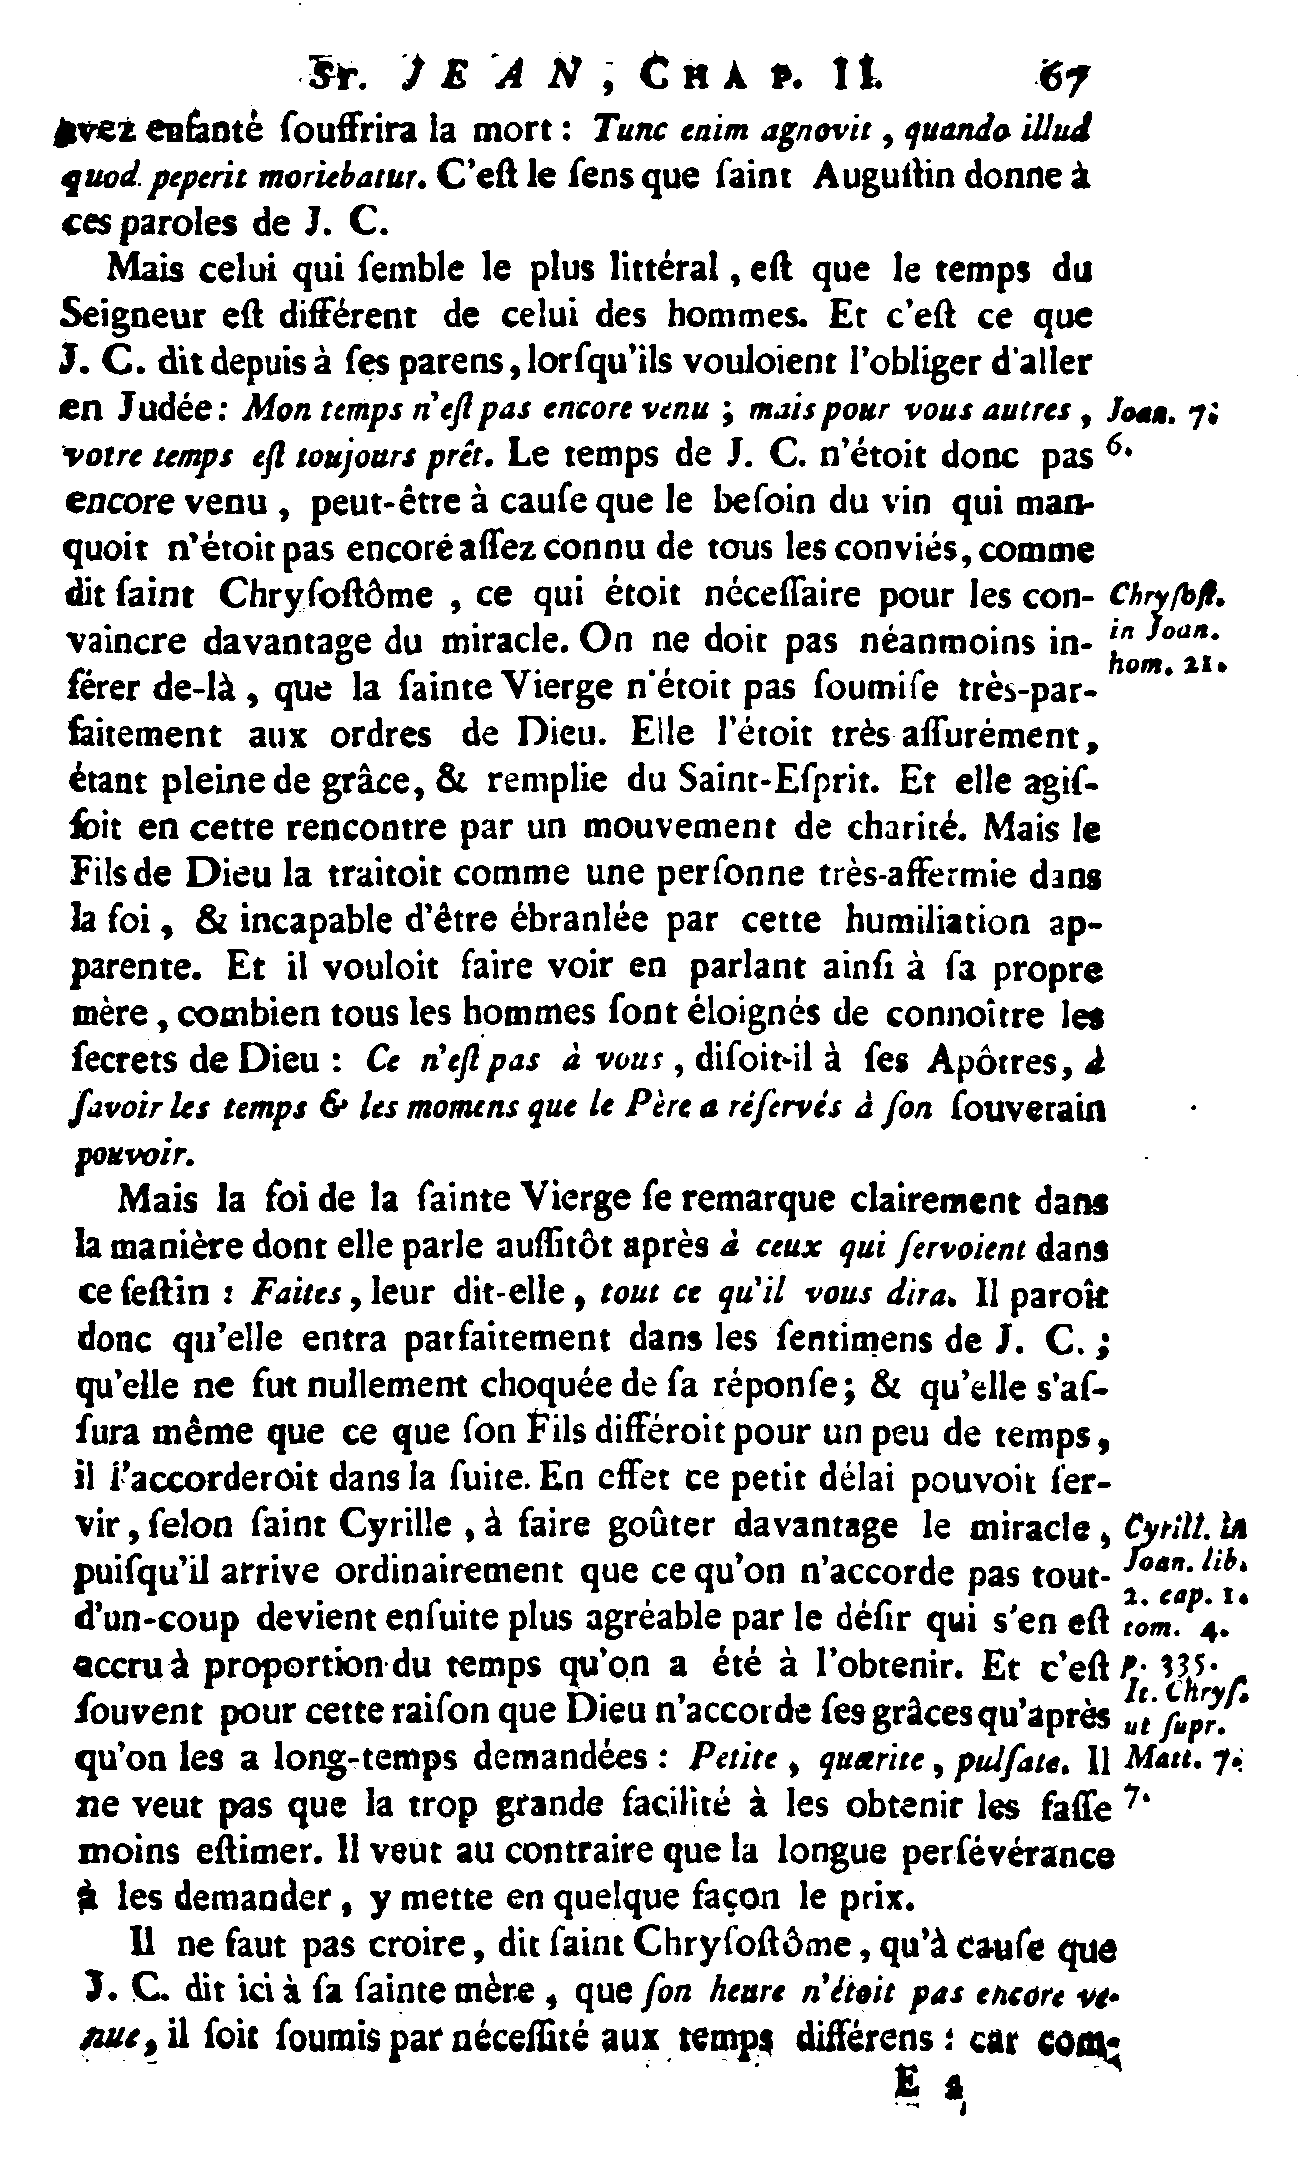 St. JEAN, CHAP. II. 67
avez enfanté ſouffrira la mort : Tunc enim agnovit, quando illud
quod peperit moriebatur. C'eſt le ſens que ſaint Auguſtin donne à
ces paroles de J. C.
Mais celui qui ſemble le plus littéral, eſt que le temps du
Seigneur eſt différent de celui des hommes. Et c'eſt ce que
J. C. dit depuis à ſes parens, lorſqu'ils vouloient l'obliger d'aller
en Judée : Mon temps n'eſt pas encore venu ; mais pour vous autres, Joan. 7.
votre temps eſt toujours prêt. Le temps de J. C. n'étoit donc pas 6.
encore venu, peut-être à cauſe que le beſoin du vin qui man-
quoit n'étoit pas encoré aſſez connu de tous les conviés, comme
dit ſaint Chryſoſtôme, ce qui étoit néceſſaire pour les con- Chryſoſt.
vaincre davantage du miracle. On ne doit pas néanmoins in- in Joan.
hom. 21.
férer de-là, que la ſainte Vierge n'étoit pas ſoumiſe très-par-
faitement aux ordres de Dieu. Elle l'étoit très aſſurément,
étant pleine de grâce, & remplie du Saint-Eſprit. Et elle agiſ-
ſoit en cette rencontre par un mouvement de charité. Mais le
Fils de Dieu la traitoit comme une perſonne très-affermie dans
la foi, & incapable d'être ébranlée par cette humiliation ap-
parente. Et il vouloit faire voir en parlant ainſi à ſa propre
mère, combien tous les hommes ſont éloignés de connoître les
ſecrets de Dieu : Ce n'eſt pas à vous, diſoit-il à ſes Apôtres, à
ſavoir les temps & les momens que le Père a réſervés à ſon ſouverain
pouvoir.
Mais la foi de la ſainte Vierge ſe remarque clairement dans
la manière dont elle parle auſſitôt après à ceux qui ſervoient dans
ce feſtin : Faites, leur dit-elle, tout ce qu'il vous dira. Il paroît
donc qu'elle entra parfaitement dans les ſentimens de J. C. ;
qu'elle ne fut nullement choquée de ſa réponſe; & qu'elle s'aſ-
ſura même que ce que ſon Fils différoit pour un peu de temps,
il l'accorderoit dans la ſuite. En effet ce petit délai pouvoit ſer-
vir, ſelon ſaint Cyrille, à faire goûter davantage le miracle, Cyrill. in
puiſqu'il arrive ordinairement que ce qu'on n'accorde pas tout- Joan. lib.
2. cap. 1.
d'un-coup devient enſuite plus agréable par le déſir qui s'en eſt tom. 4.
accru à proportion du temps qu'on a été à l'obtenir. Et c'eſt p. 335.
It. Chryſ.
ſouvent pour cette raiſon que Dieu n'accorde ſes grâces qu'après ut ſupr.
qu'on les a long-temps demandées : Petite, quærite, pulſate. Il Matt. 7.
ne veut pas que la trop grande facilité à les obtenir les faſſe 7.
moins eſtimer. Il veut au contraire que la longue perſévérance
à les demander, y mette en quelque façon le prix.
Il ne faut pas croire, dit ſaint Chryſoſtôme, qu'à cauſe que
J. C. dit ici à ſa ſainte mère, que ſon heure n'étoit pas encore ve-
nue, il ſoit ſoumis par néceſſité aux temps différens : car com-
E 2